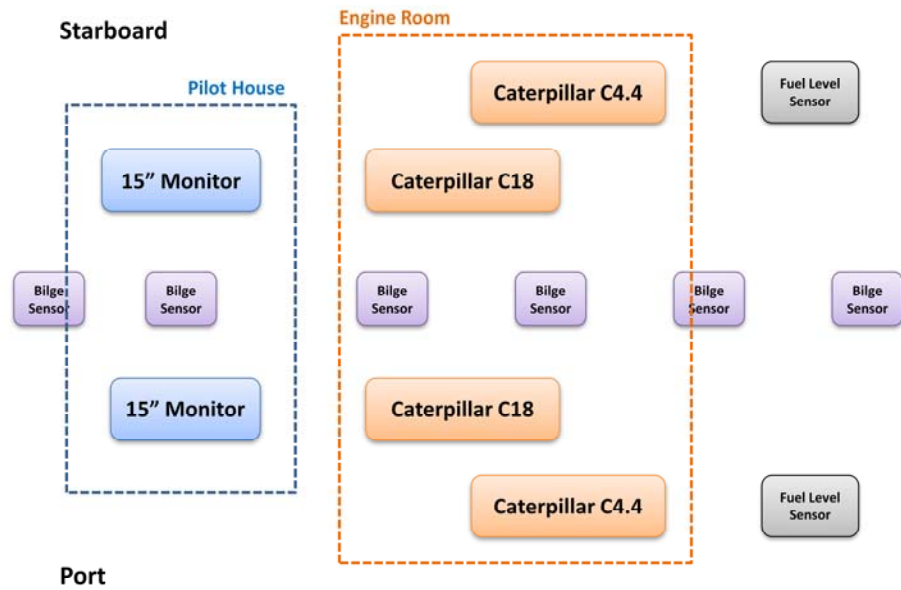 Starboard
Engine Room
Pilot House
Caterpillar C4.4
Fuel Level
Sensor
15” Monitor
Caterpillar C18
Bilge
Sensor
Bilge
Sensor
Bilge
Sensor
Bilge
Sensor
Bilge
Sensor
Bilge
Sensor
15” Monitor
Caterpillar C18
Caterpillar C4.4
Fuel Level
Sensor
Port